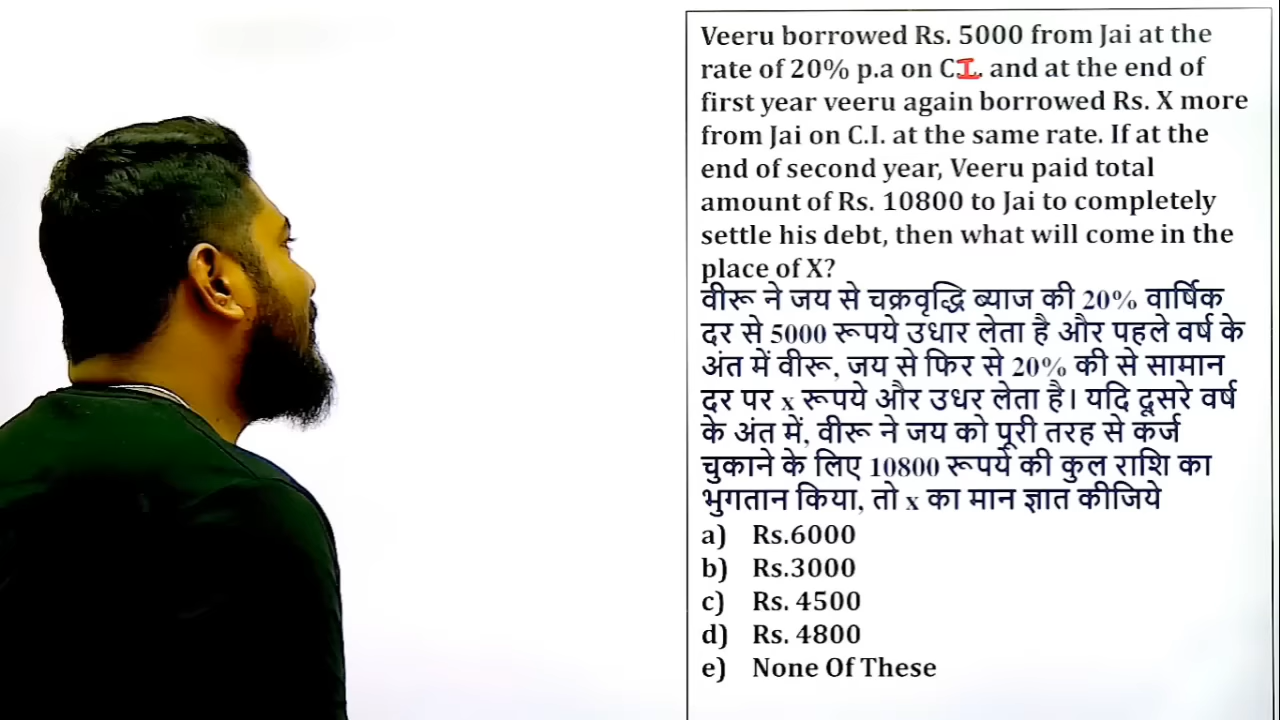 Veeru borrowed Rs. 5000 from Jai at the
rate of 20% p.a on C.I. and at the end of
first year veeru again borrowed Rs. X more
from Jai on C.I. at the same rate. If at the
end of second year, Veeru paid total
amount of Rs. 10800 to Jai to completely
settle his debt, then what will come in the
place of X?
वीरू ने जय से चक्रवृद्धि ब्याज की 20% वार्षिक
दर से 5000 रूपये उधार लेता है और पहले वर्ष के
अंत में वीरू, जय से फिर से 20% की से सामान
दर पर x रूपये और उधर लेता है। यदि दूसरे वर्ष
के अंत में, वीरू ने जय को पूरी तरह से कर्ज
चुकाने के लिए 10800 रूपये की कुल राशि का
भुगतान किया, तो x का मान ज्ञात कीजिये
a) Rs.6000
b) Rs.3000
c) Rs. 4500
d) Rs. 4800
e) None Of These